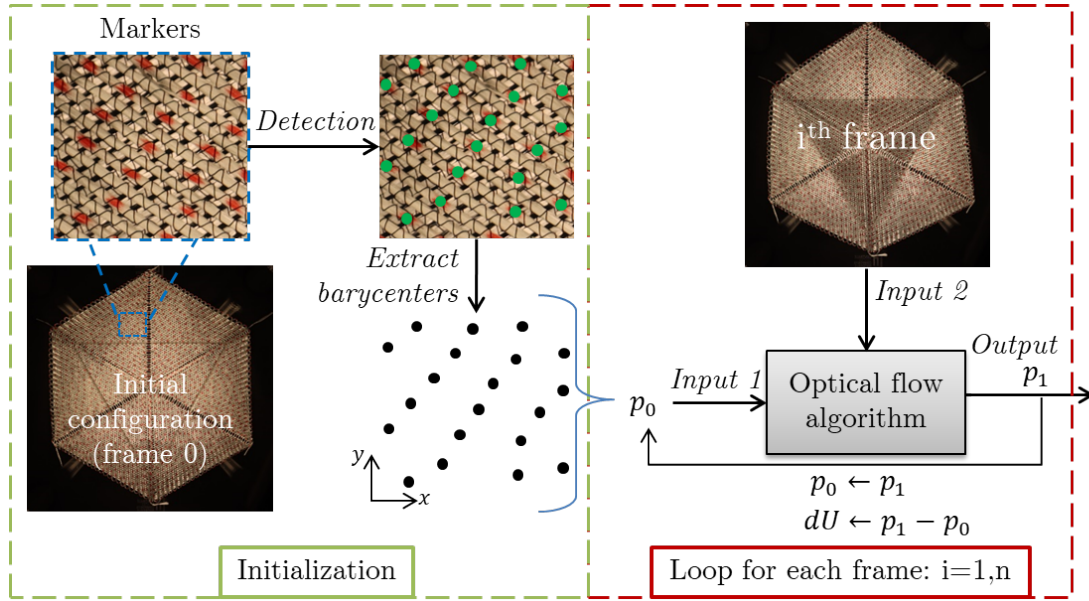 Markers
Detection
Extract
barycenters
Initial
configuration
(frame 0)
y
x
Initialization
iᵗʰ frame
Input 2
p₀
Input 1
Optical flow
algorithm
Output
p₁
p₀ ← p₁
dU ← p₁ − p₀
Loop for each frame: i=1,n